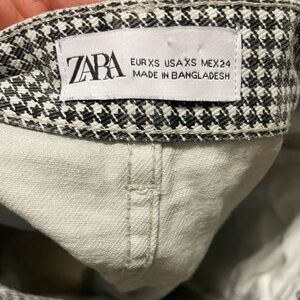 ZARA
EUR XS USA XS MEX 24
MADE IN BANGLADESH